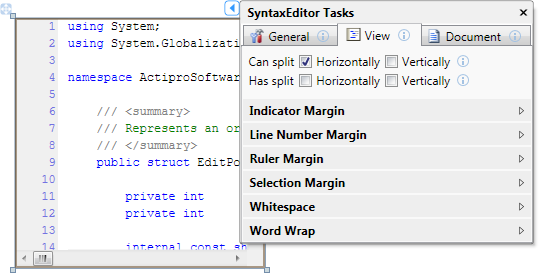 SyntaxEditor Tasks
General View Document
Can split Horizontally Vertically
Has split Horizontally Vertically
Indicator Margin
Line Number Margin
Ruler Margin
Selection Margin
Whitespace
Word Wrap
1 using System;
2 using System.Globalizati
3
4 namespace ActiproSoftware
5
6 /// <summary>
7 /// Represents an or
8 /// </summary>
9 public struct EditPo
10
11 private int
12 private int
13
14 internal const sh